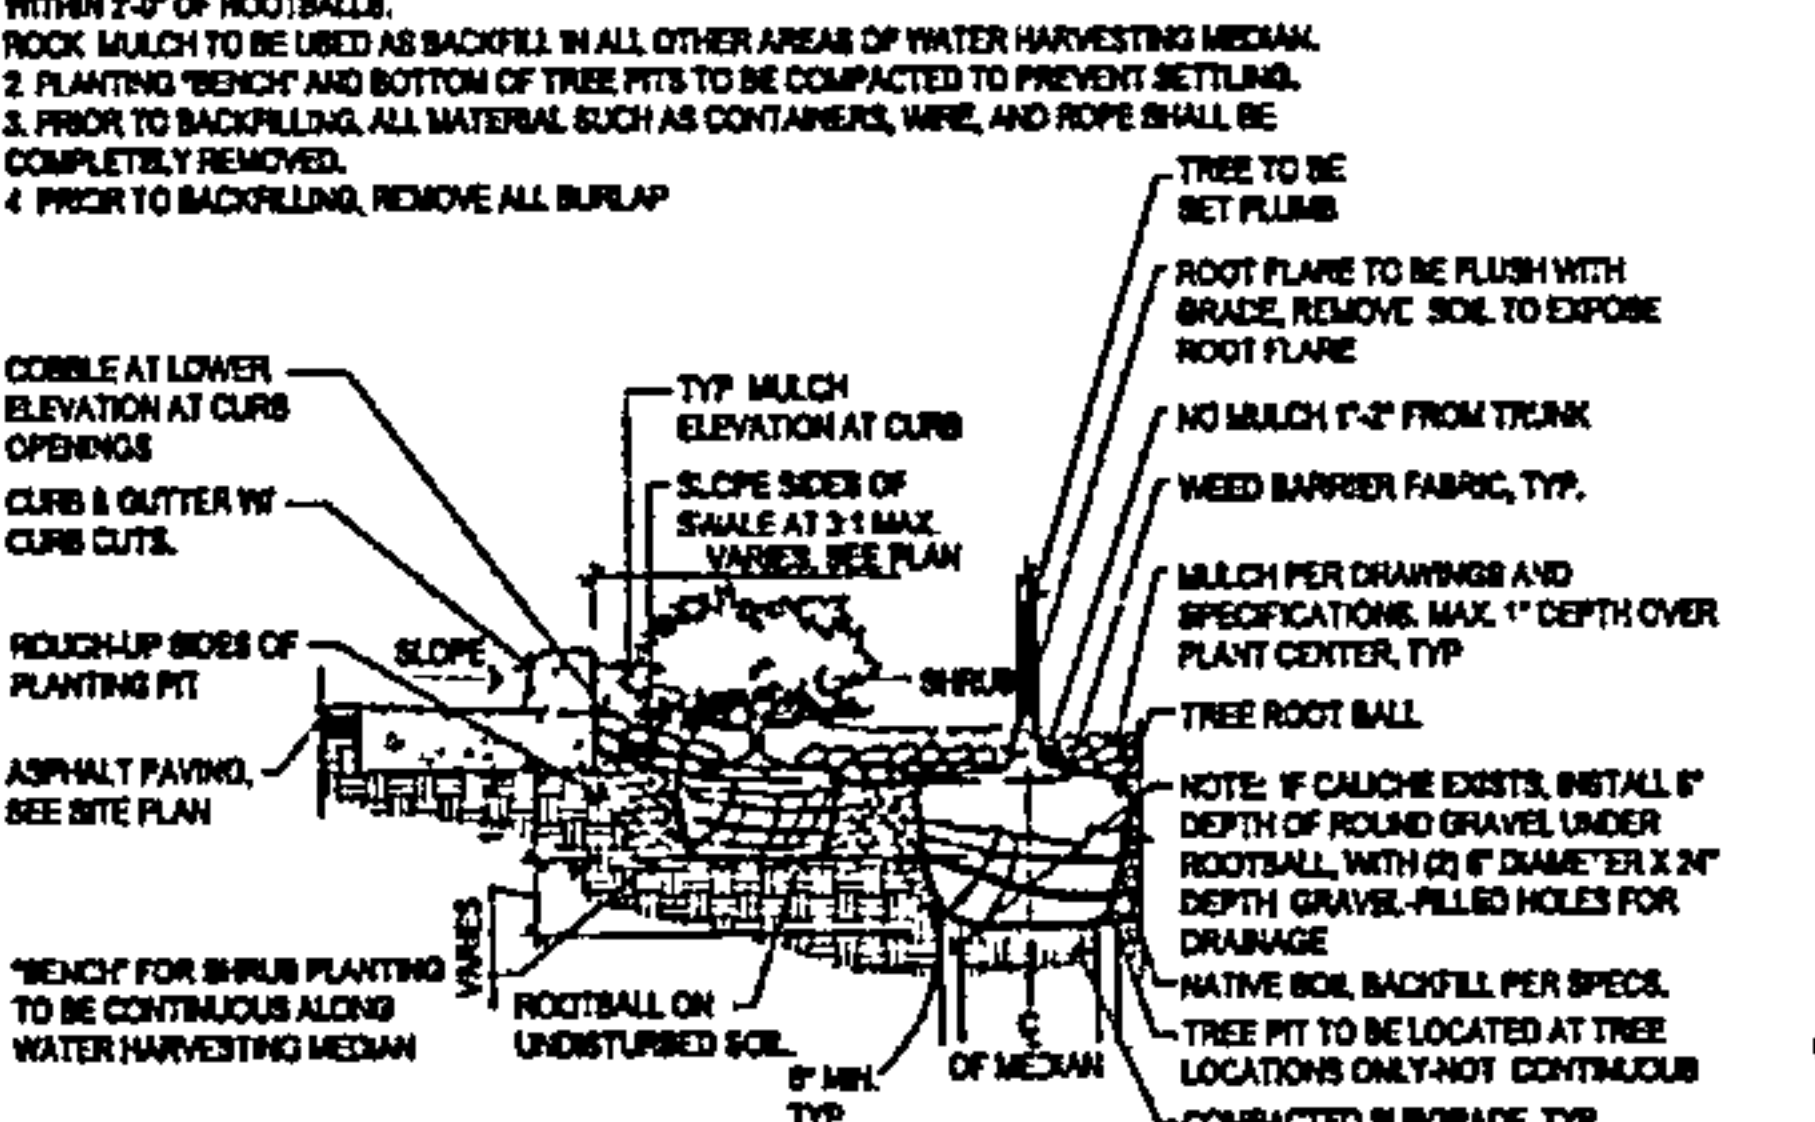 WITHIN 2'-0" OF ROOTBALLS.
ROCK MULCH TO BE USED AS BACKFILL IN ALL OTHER AREAS OF WATER HARVESTING MEDIAN.
2. PLANTING "BENCH" AND BOTTOM OF TREE PITS TO BE COMPACTED TO PREVENT SETTLING.
3. PRIOR TO BACKFILLING, ALL MATERIAL SUCH AS CONTAINERS, WIRE, AND ROPE SHALL BE
COMPLETELY REMOVED.
4 PRIOR TO BACKFILLING, REMOVE ALL BURLAP
TREE TO BE
SET PLUMB
ROOT FLARE TO BE FLUSH WITH
GRADE, REMOVE SOIL TO EXPOSE
ROOT FLARE
NO MULCH 1"-2" FROM TRUNK
WEED BARRIER FABRIC, TYP.
MULCH PER DRAWINGS AND
SPECIFICATIONS. MAX. 1" DEPTH OVER
PLANT CENTER, TYP
TREE ROOT BALL
NOTE: IF CALICHE EXISTS, INSTALL 6"
DEPTH OF ROUND GRAVEL UNDER
ROOTBALL, WITH (2) 6" DIAMETER X 24"
DEPTH GRAVEL-FILLED HOLES FOR
DRAINAGE
NATIVE SOIL BACKFILL PER SPECS.
TREE PIT TO BE LOCATED AT TREE
LOCATIONS ONLY-NOT CONTINUOUS
COMPACTED SUBGRADE, TYP
COBBLE AT LOWER
ELEVATION AT CURB
OPENINGS
CURB & GUTTER W/
CURB CUTS.
ROUGH-UP SIDES OF
PLANTING PIT
ASPHALT PAVING,
SEE SITE PLAN
"BENCH" FOR SHRUB PLANTING
TO BE CONTINUOUS ALONG
WATER HARVESTING MEDIAN
TYP MULCH
ELEVATION AT CURB
SLOPE SIDES OF
SWALE AT 3:1 MAX.
VARIES, SEE PLAN
SLOPE
SHRUB
VARIES
ROOTBALL ON
UNDISTURBED SOIL
6" MIN.
TYP
C
OF MEDIAN